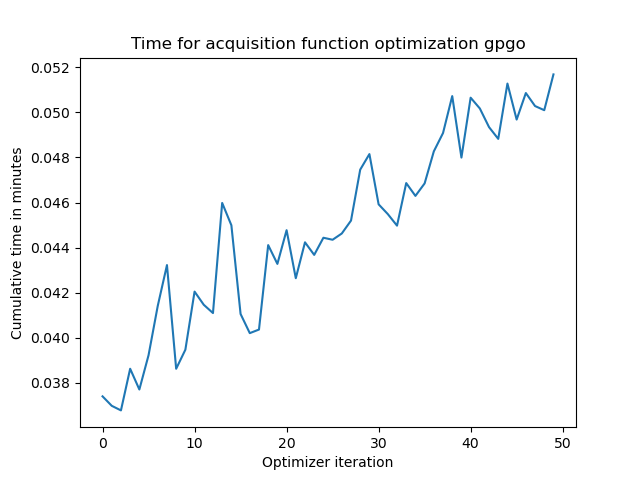 Time for acquisition function optimization gpgo
0.052
0.050
0.048
0.046
0.044
0.042
0.040
0.038
Cumulative time in minutes
0 10 20 30 40 50
Optimizer iteration